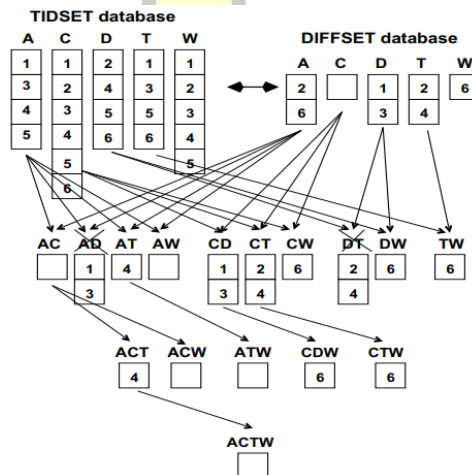 TIDSET database
DIFFSET database
A C D T W
A C D T W
1 1 2 1 1
3 2 4 3 2
4 3 5 5 3
5 4 6 6 4
5 5
6
2 1 2 6
6 3 4
AC AD AT AW CD CT CW DT DW TW
1 4 1 2 6 2 6 6
3 3 4 4
ACT ACW ATW CDW CTW
4 6 6
ACTW